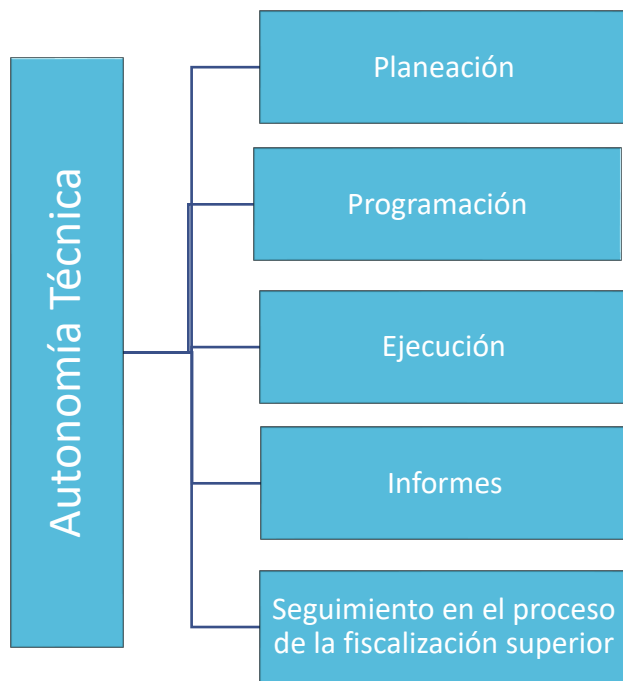 Autonomía Técnica
Planeación
Programación
Ejecución
Informes
Seguimiento en el proceso
de la fiscalización superior